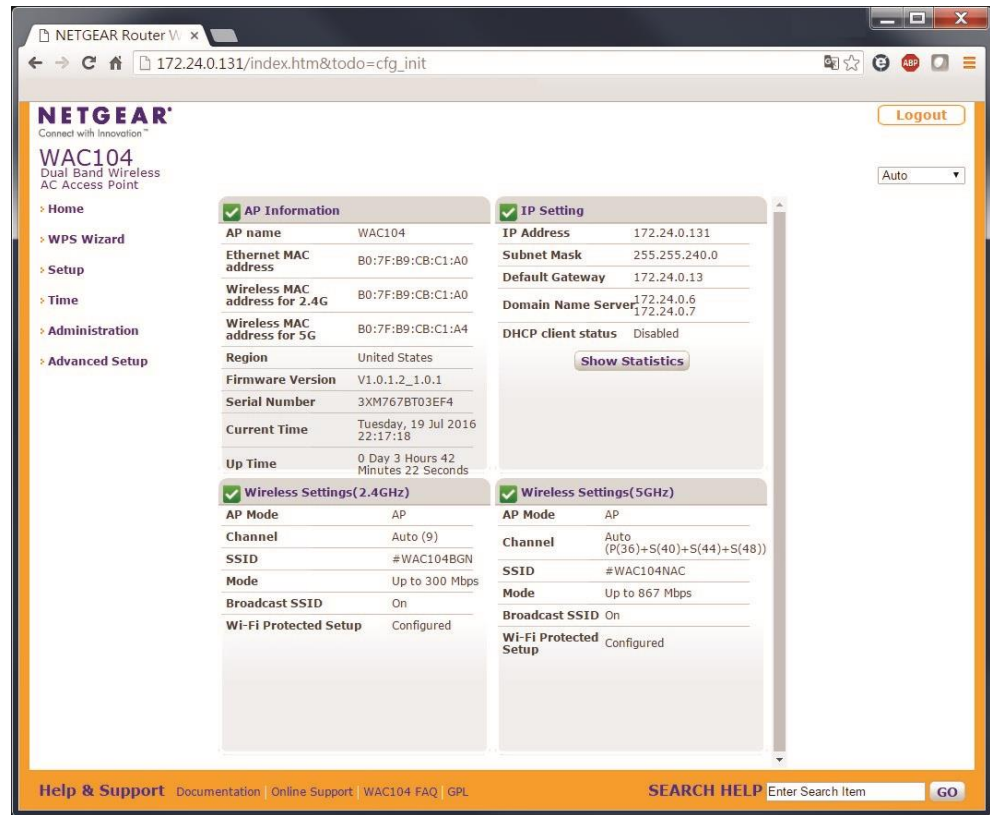 NETGEAR Router W
172.24.0.131/index.htm&todo=cfg_init
NETGEAR®
Connect with Innovation™
Logout
WAC104
Dual Band Wireless
AC Access Point
Auto
Home
WPS Wizard
Setup
Time
Administration
Advanced Setup
AP Information
AP name WAC104
Ethernet MAC
address B0:7F:B9:CB:C1:A0
Wireless MAC
address for 2.4G B0:7F:B9:CB:C1:A0
Wireless MAC
address for 5G B0:7F:B9:CB:C1:A4
Region United States
Firmware Version V1.0.1.2_1.0.1
Serial Number 3XM767BT03EF4
Current Time Tuesday, 19 Jul 2016
22:17:18
Up Time 0 Day 3 Hours 42
Minutes 22 Seconds
IP Setting
IP Address 172.24.0.131
Subnet Mask 255.255.240.0
Default Gateway 172.24.0.13
Domain Name Server 172.24.0.6
172.24.0.7
DHCP client status Disabled
Show Statistics
Wireless Settings(2.4GHz)
AP Mode AP
Channel Auto (9)
SSID #WAC104BGN
Mode Up to 300 Mbps
Broadcast SSID On
Wi-Fi Protected Setup Configured
Wireless Settings(5GHz)
AP Mode AP
Channel Auto
(P(36)+S(40)+S(44)+S(48))
SSID #WAC104NAC
Mode Up to 867 Mbps
Broadcast SSID On
Wi-Fi Protected
Setup Configured
Help & Support Documentation | Online Support | WAC104 FAQ | GPL
SEARCH HELP Enter Search Item GO